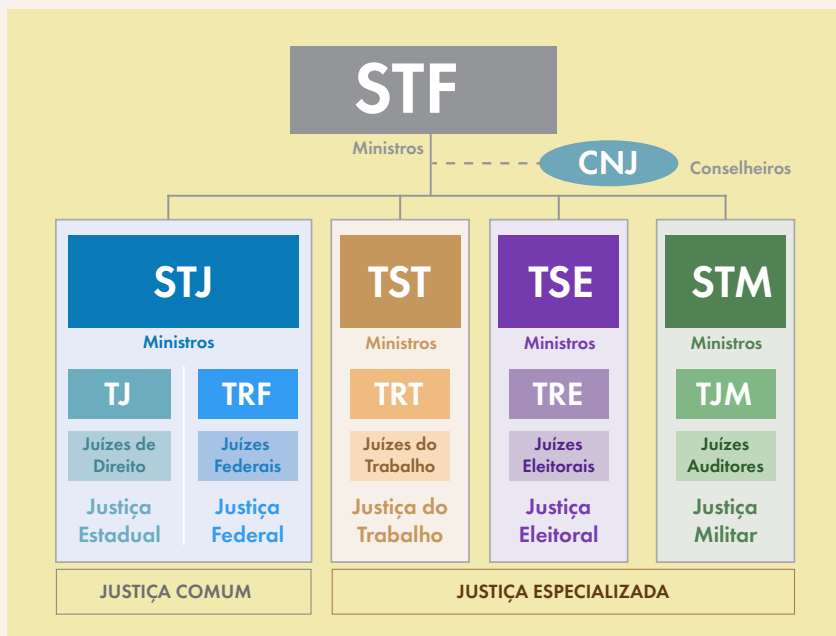 STF
Ministros
CNJ
Conselheiros
STJ
Ministros
TJ
TRF
Juízes de
Direito
Juízes
Federais
Justiça
Estadual
Justiça
Federal
TST
Ministros
TRT
Juízes do
Trabalho
Justiça do
Trabalho
TSE
Ministros
TRE
Juízes
Eleitorais
Justiça
Eleitoral
STM
Ministros
TJM
Juízes
Auditores
Justiça
Militar
JUSTIÇA COMUM
JUSTIÇA ESPECIALIZADA